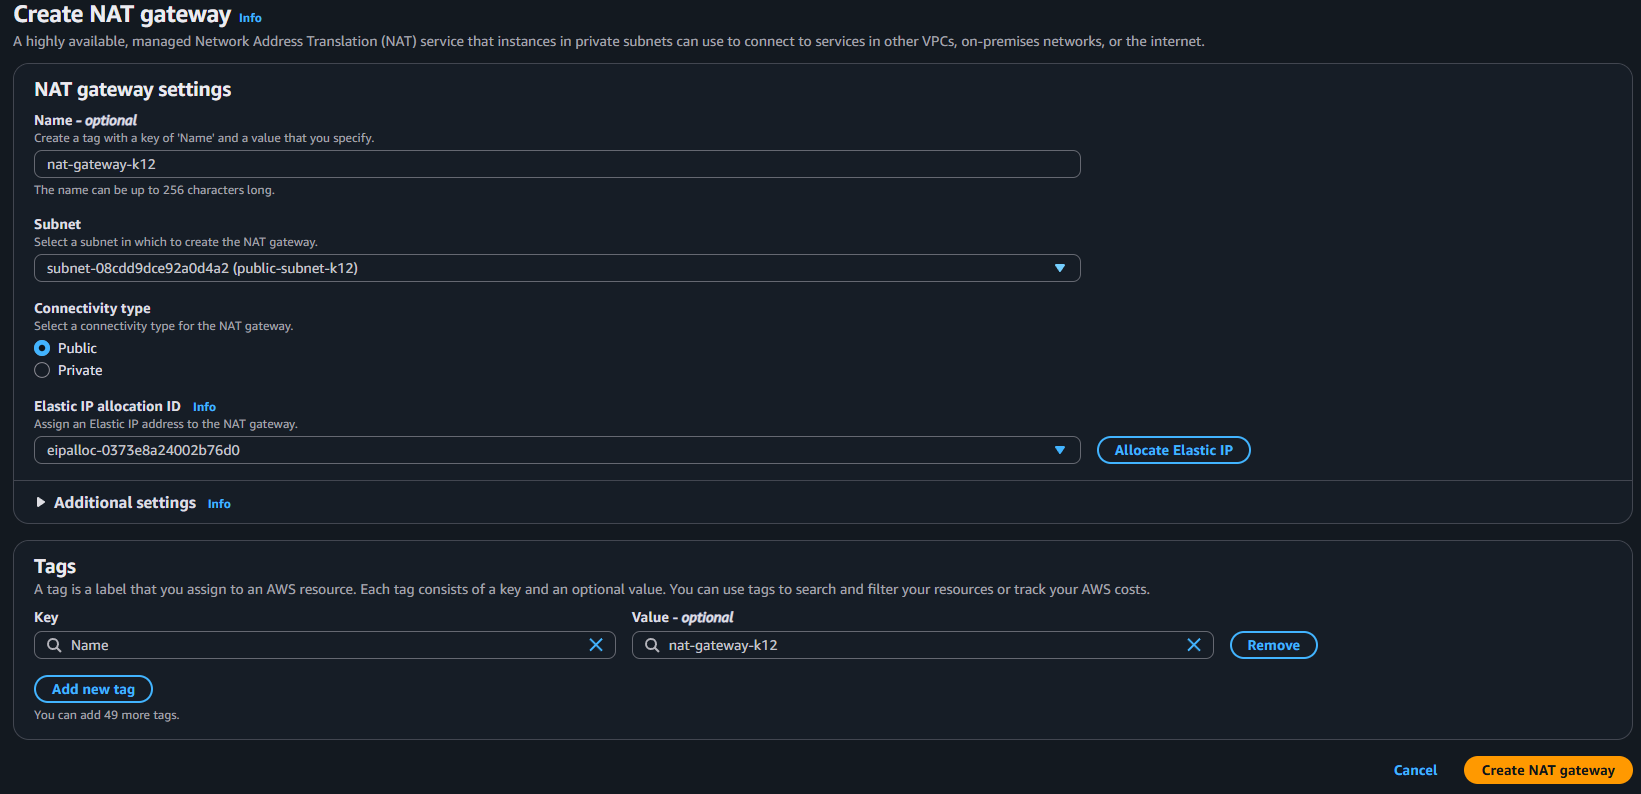 Create NAT gateway Info
A highly available, managed Network Address Translation (NAT) service that instances in private subnets can use to connect to services in other VPCs, on-premises networks, or the internet.
NAT gateway settings
Name - optional
Create a tag with a key of 'Name' and a value that you specify.
nat-gateway-k12
The name can be up to 256 characters long.
Subnet
Select a subnet in which to create the NAT gateway.
subnet-08cdd9dce92a0d4a2 (public-subnet-k12)
Connectivity type
Select a connectivity type for the NAT gateway.
Public
Private
Elastic IP allocation ID Info
Assign an Elastic IP address to the NAT gateway.
eipalloc-0373e8a24002b76d0 Allocate Elastic IP
Additional settings Info
Tags
A tag is a label that you assign to an AWS resource. Each tag consists of a key and an optional value. You can use tags to search and filter your resources or track your AWS costs.
Key Value - optional
Name nat-gateway-k12 Remove
Add new tag
You can add 49 more tags.
Cancel Create NAT gateway